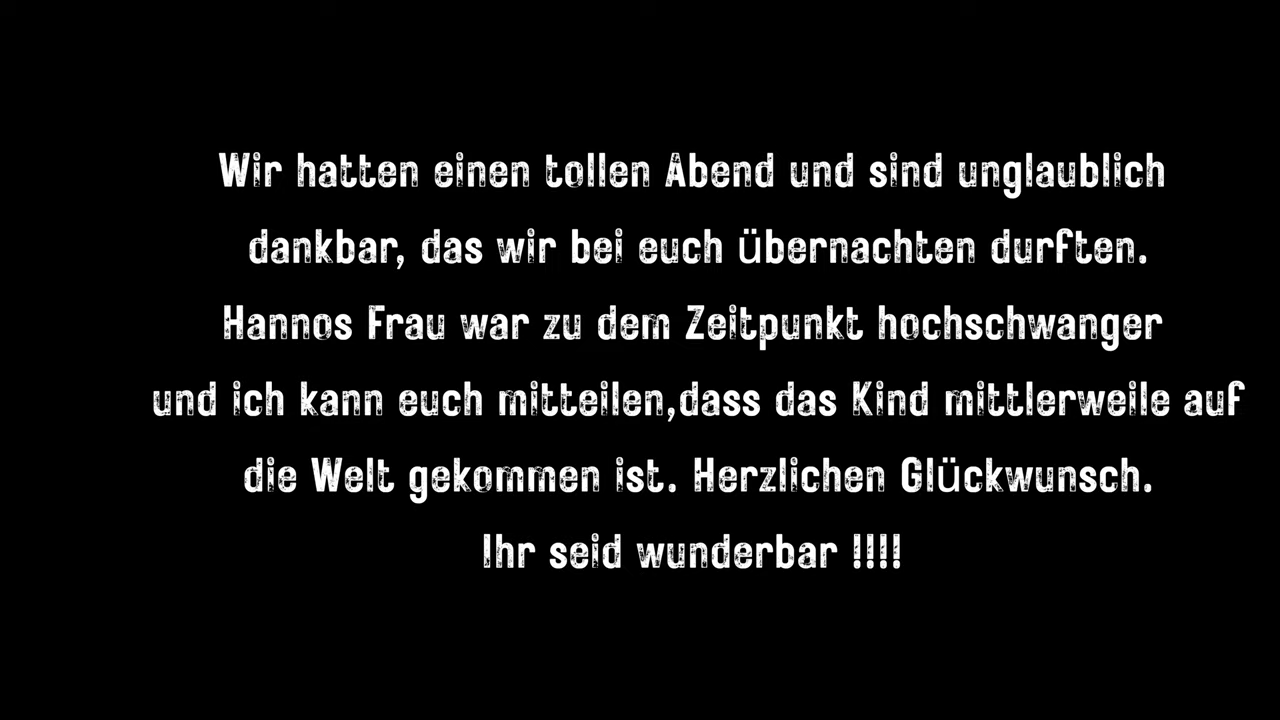 Wir hatten einen tollen Abend und sind unglaublich
dankbar, das wir bei euch übernachten durften.
Hannos Frau war zu dem Zeitpunkt hochschwanger
und ich kann euch mitteilen,dass das Kind mittlerweile auf
die Welt gekommen ist. Herzlichen Glückwunsch.
Ihr seid wunderbar !!!!